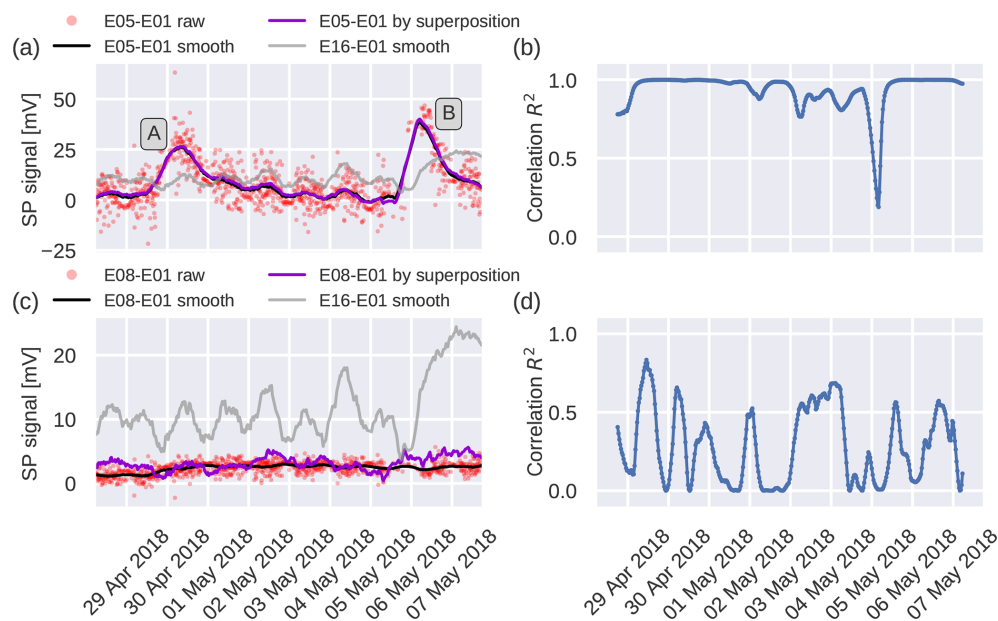 E05-E01 raw
E05-E01 by superposition
(a)
E05-E01 smooth
E16-E01 smooth
SP signal [mV]
50
25
0
−25
A
B
(b)
Correlation R²
1.0
0.5
0.0
E08-E01 raw
E08-E01 by superposition
(c)
E08-E01 smooth
E16-E01 smooth
SP signal [mV]
20
10
0
29 Apr 2018
30 Apr 2018
01 May 2018
02 May 2018
03 May 2018
04 May 2018
05 May 2018
06 May 2018
07 May 2018
(d)
Correlation R²
1.0
0.5
0.0
29 Apr 2018
30 Apr 2018
01 May 2018
02 May 2018
03 May 2018
04 May 2018
05 May 2018
06 May 2018
07 May 2018